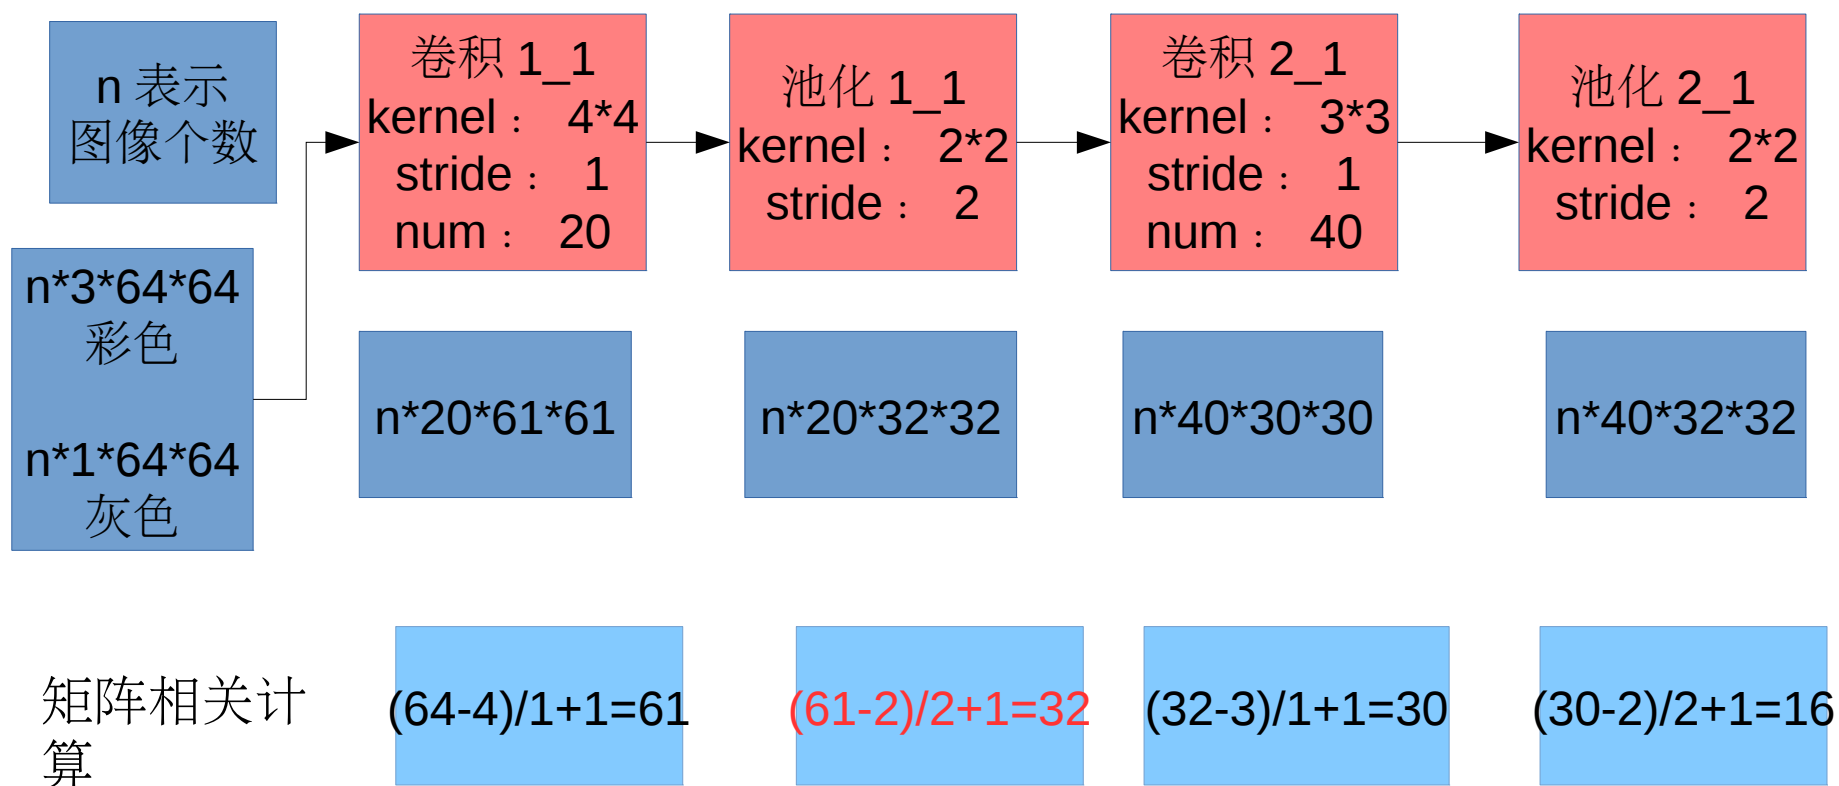 n 表示
图像个数
n*3*64*64
彩色
n*1*64*64
灰色
卷积 1_1
kernel： 4*4
stride： 1
num： 20
池化 1_1
kernel： 2*2
stride： 2
卷积 2_1
kernel： 3*3
stride： 1
num： 40
池化 2_1
kernel： 2*2
stride： 2
n*20*61*61
n*20*32*32
n*40*30*30
n*40*32*32
矩阵相关计
算
(64-4)/1+1=61
(61-2)/2+1=32
(32-3)/1+1=30
(30-2)/2+1=16